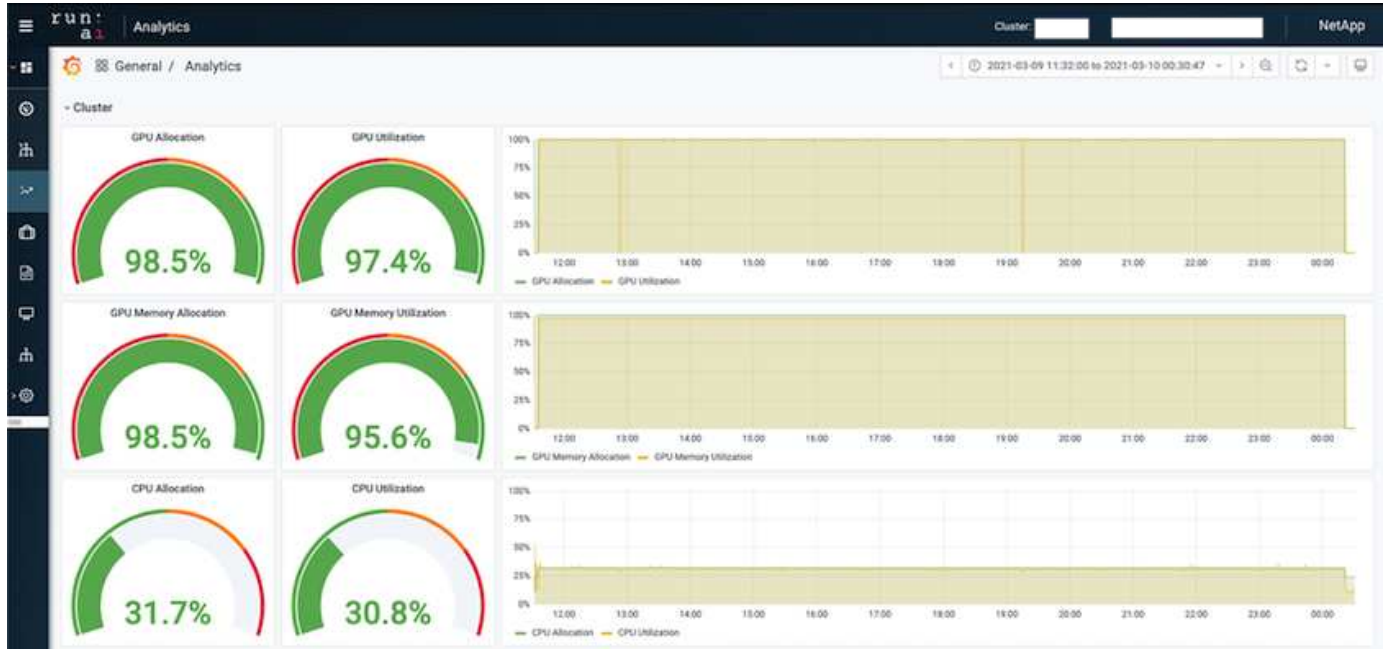 run:
ai
Analytics
Cluster:
NetApp
General / Analytics
2021-03-09 11:32:00 to 2021-03-10 00:30:47
Cluster
GPU Allocation
98.5%
GPU Utilization
97.4%
100%
75%
50%
25%
0%
12:00 13:00 14:00 15:00 16:00 17:00 18:00 19:00 20:00 21:00 22:00 23:00 00:00
GPU Allocation GPU Utilization
GPU Memory Allocation
98.5%
GPU Memory Utilization
95.6%
100%
75%
50%
25%
0%
12:00 13:00 14:00 15:00 16:00 17:00 18:00 19:00 20:00 21:00 22:00 23:00 00:00
GPU Memory Allocation GPU Memory Utilization
CPU Allocation
31.7%
CPU Utilization
30.8%
100%
75%
50%
25%
0%
12:00 13:00 14:00 15:00 16:00 17:00 18:00 19:00 20:00 21:00 22:00 23:00 00:00
CPU Allocation CPU Utilization